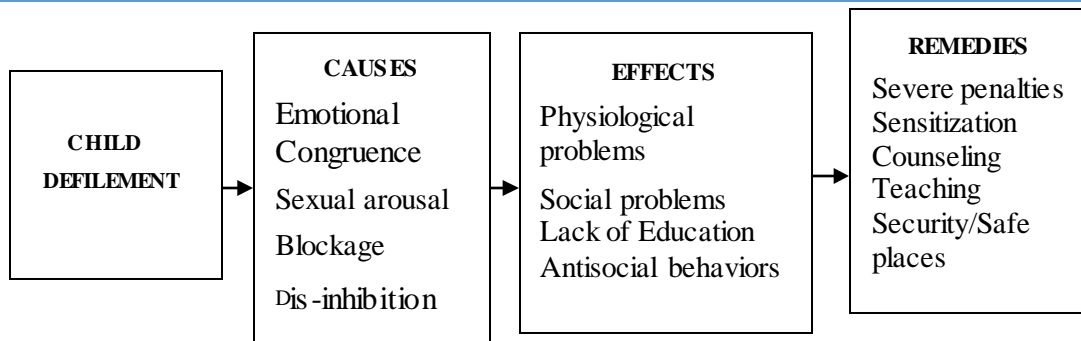 CHILD
DEFILEMENT
CAUSES
Emotional
Congruence
Sexual arousal
Blockage
Dis-inhibition
EFFECTS
Physiological
problems
Social problems
Lack of Education
Antisocial behaviors
REMEDIES
Severe penalties
Sensitization
Counseling
Teaching
Security/Safe
places